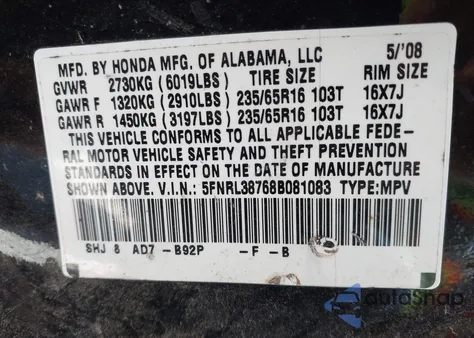 MFD. BY HONDA MFG. OF ALABAMA, LLC 5/'08
GVWR 2730KG (6019LBS) TIRE SIZE RIM SIZE
GAWR F 1320KG (2910LBS) 235/65R16 103T 16X7J
GAWR R 1450KG (3197LBS) 235/65R16 103T 16X7J
THIS VEHICLE CONFORMS TO ALL APPLICABLE FEDE-
RAL MOTOR VEHICLE SAFETY AND THEFT PREVENTION
STANDARDS IN EFFECT ON THE DATE OF MANUFACTURE
SHOWN ABOVE. V.I.N.: 5FNRL38768B081083 TYPE:MPV
SHJ 8 AD7 -B92P -F -B
AutoShap